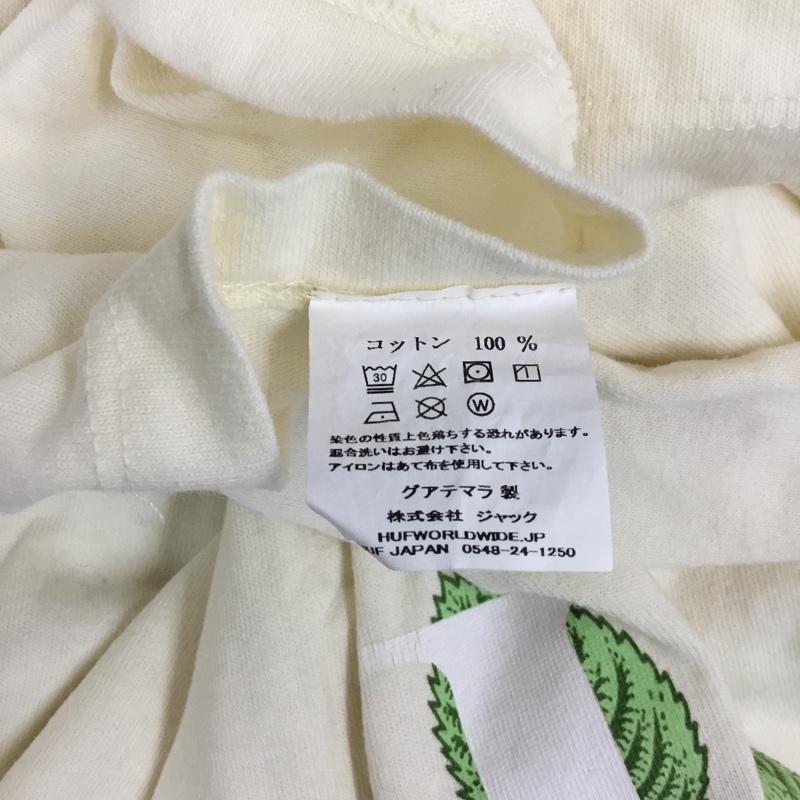 コットン 100 %
30
W
染色の性質上色落ちする恐れがあります。
混合洗いはお避け下さい。
アイロンはあて布を使用して下さい。
グアテマラ 製
株式会社 ジャック
HUFWORLDWIDE.JP
JAPAN 0548-24-1250